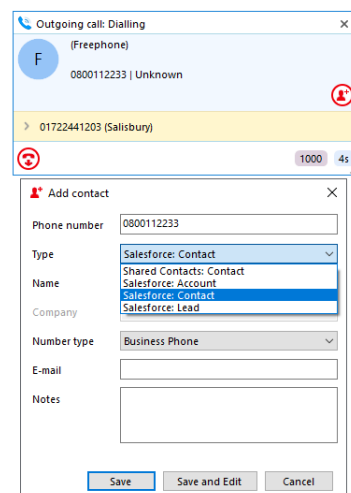 Outgoing call: Dialling
(Freephone)
F
0800112233 | Unknown
01722441203 (Salisbury)
1000 4s
Add contact
Phone number 0800112233
Type Salesforce: Contact
Shared Contacts: Contact
Salesforce: Account
Name
Salesforce: Contact
Salesforce: Lead
Company
Number type Business Phone
E-mail
Notes
Save Save and Edit Cancel